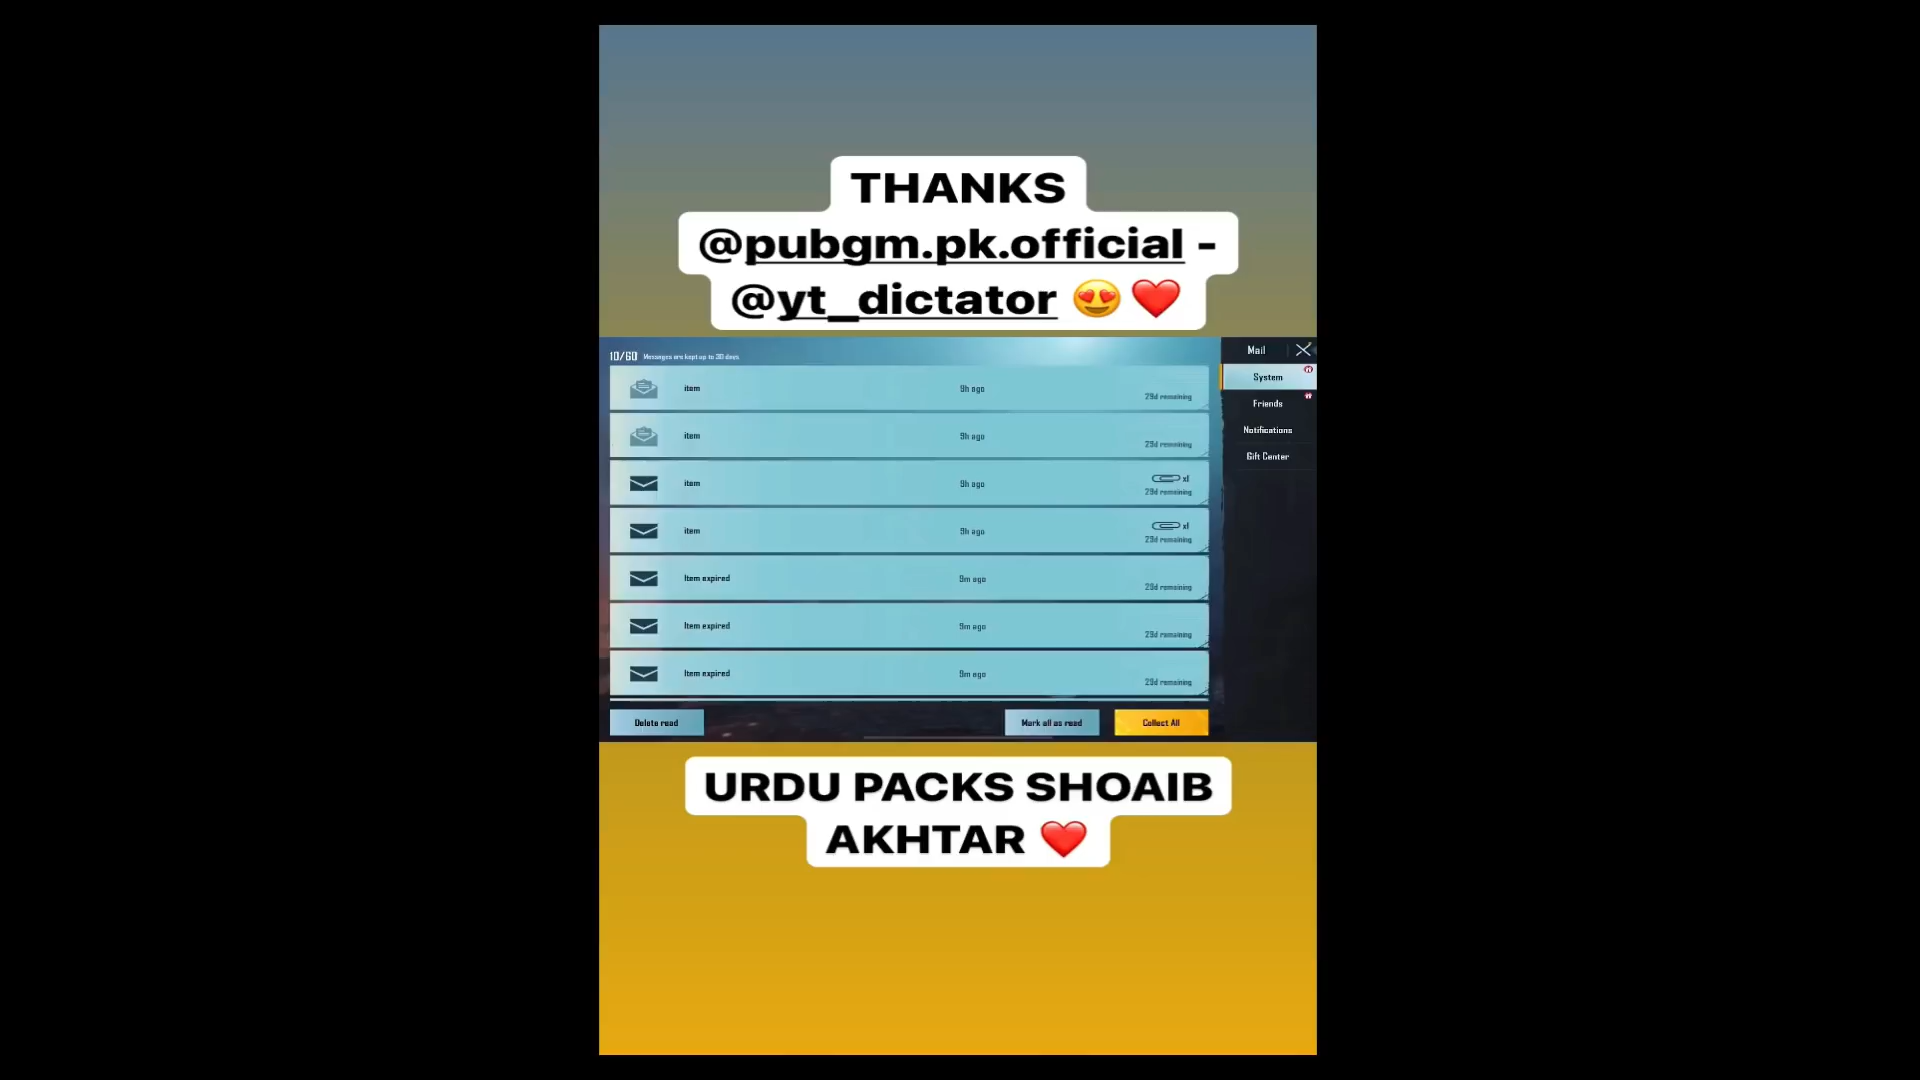 THANKS
@pubgm.pk.official -
@yt_dictator 😍 ❤️
10/60 Messages are kept up to 30 days
Mail
System
Friends
Notifications
Gift Center
item 9h ago 29d remaining
item 9h ago 29d remaining
item 9h ago x1 29d remaining
item 9h ago x1 29d remaining
Item expired 9m ago 29d remaining
Item expired 9m ago 29d remaining
Item expired 9m ago 29d remaining
Delete read Mark all as read Collect All
URDU PACKS SHOAIB
AKHTAR ❤️